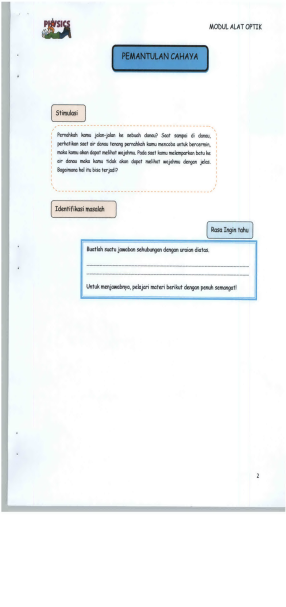 PHYSICS
MODUL ALAT OPTIK
PEMANTULAN CAHAYA
Stimulasi
Pernahkah kamu jalan-jalan ke sebuah danau? Saat sampai di danau,
perhatikan saat air danau tenang pernahkah kamu mencoba untuk bercermin,
maka kamu akan dapat melihat wajahmu. Pada saat kamu melemparkan batu ke
air danau maka kamu tidak akan dapat melihat wajahmu dengan jelas.
Bagaimana hal itu bisa terjadi?
Identifikasi masalah
Rasa Ingin tahu
Buatlah suatu jawaban sehubungan dengan uraian diatas.
Untuk menjawabnya, pelajari materi berikut dengan penuh semangat!
2